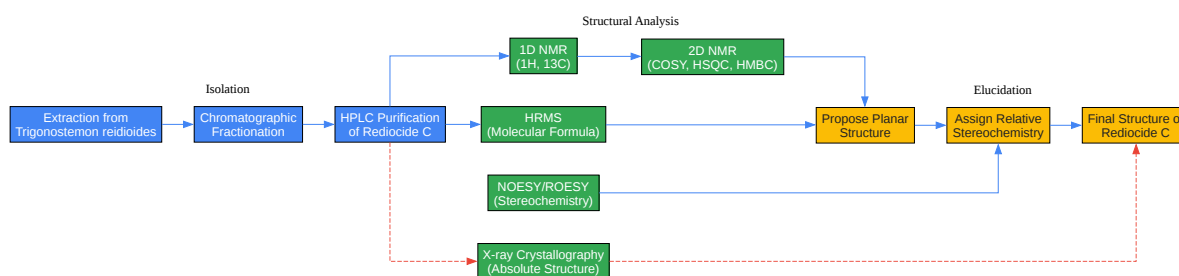 Structural Analysis
1D NMR
(1H, 13C)
2D NMR
(COSY, HSQC, HMBC)
Isolation
Elucidation
Extraction from
Trigonostemon reidioides
Chromatographic
Fractionation
HPLC Purification
of Rediocide C
HRMS
(Molecular Formula)
Propose Planar
Structure
Assign Relative
Stereochemistry
Final Structure of
Rediocide C
NOESY/ROESY
(Stereochemistry)
X-ray Crystallography
(Absolute Structure)